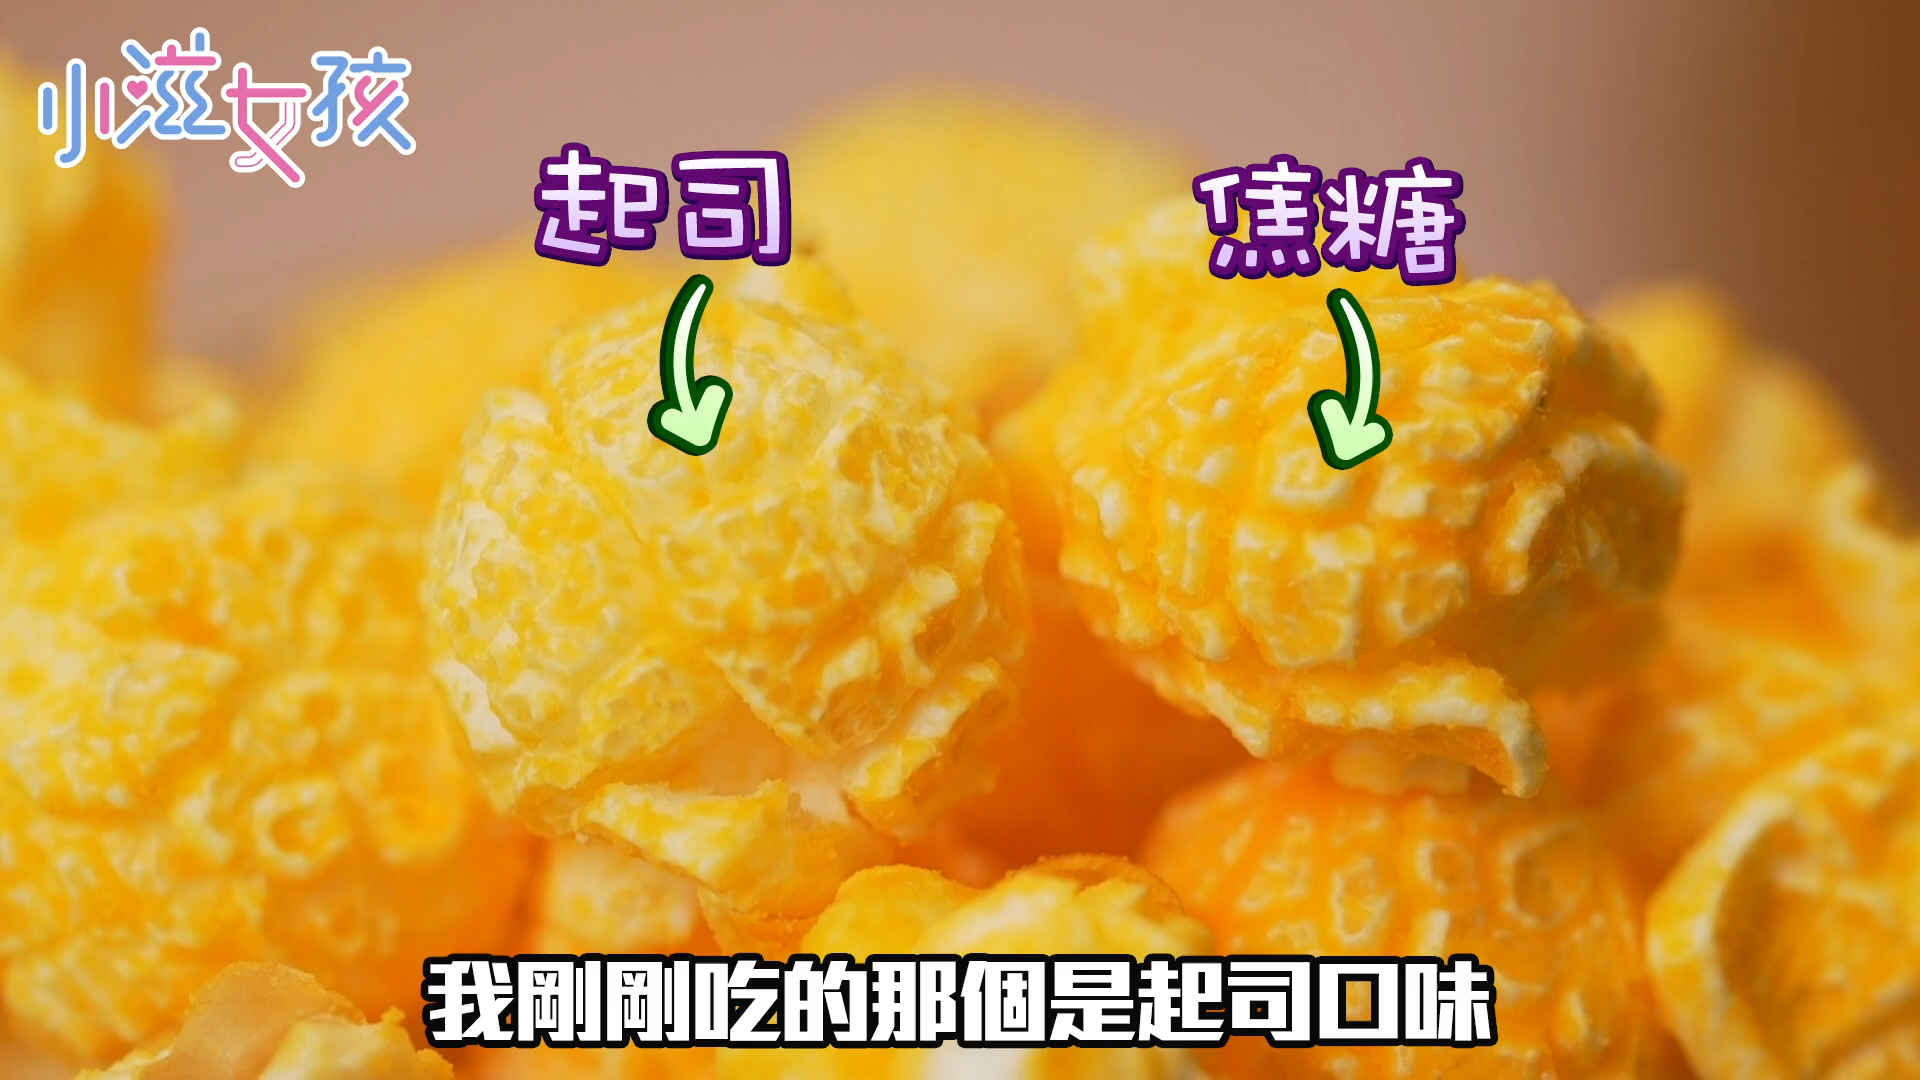 小滋女孩
起司
焦糖
我剛剛吃的那個是起司口味